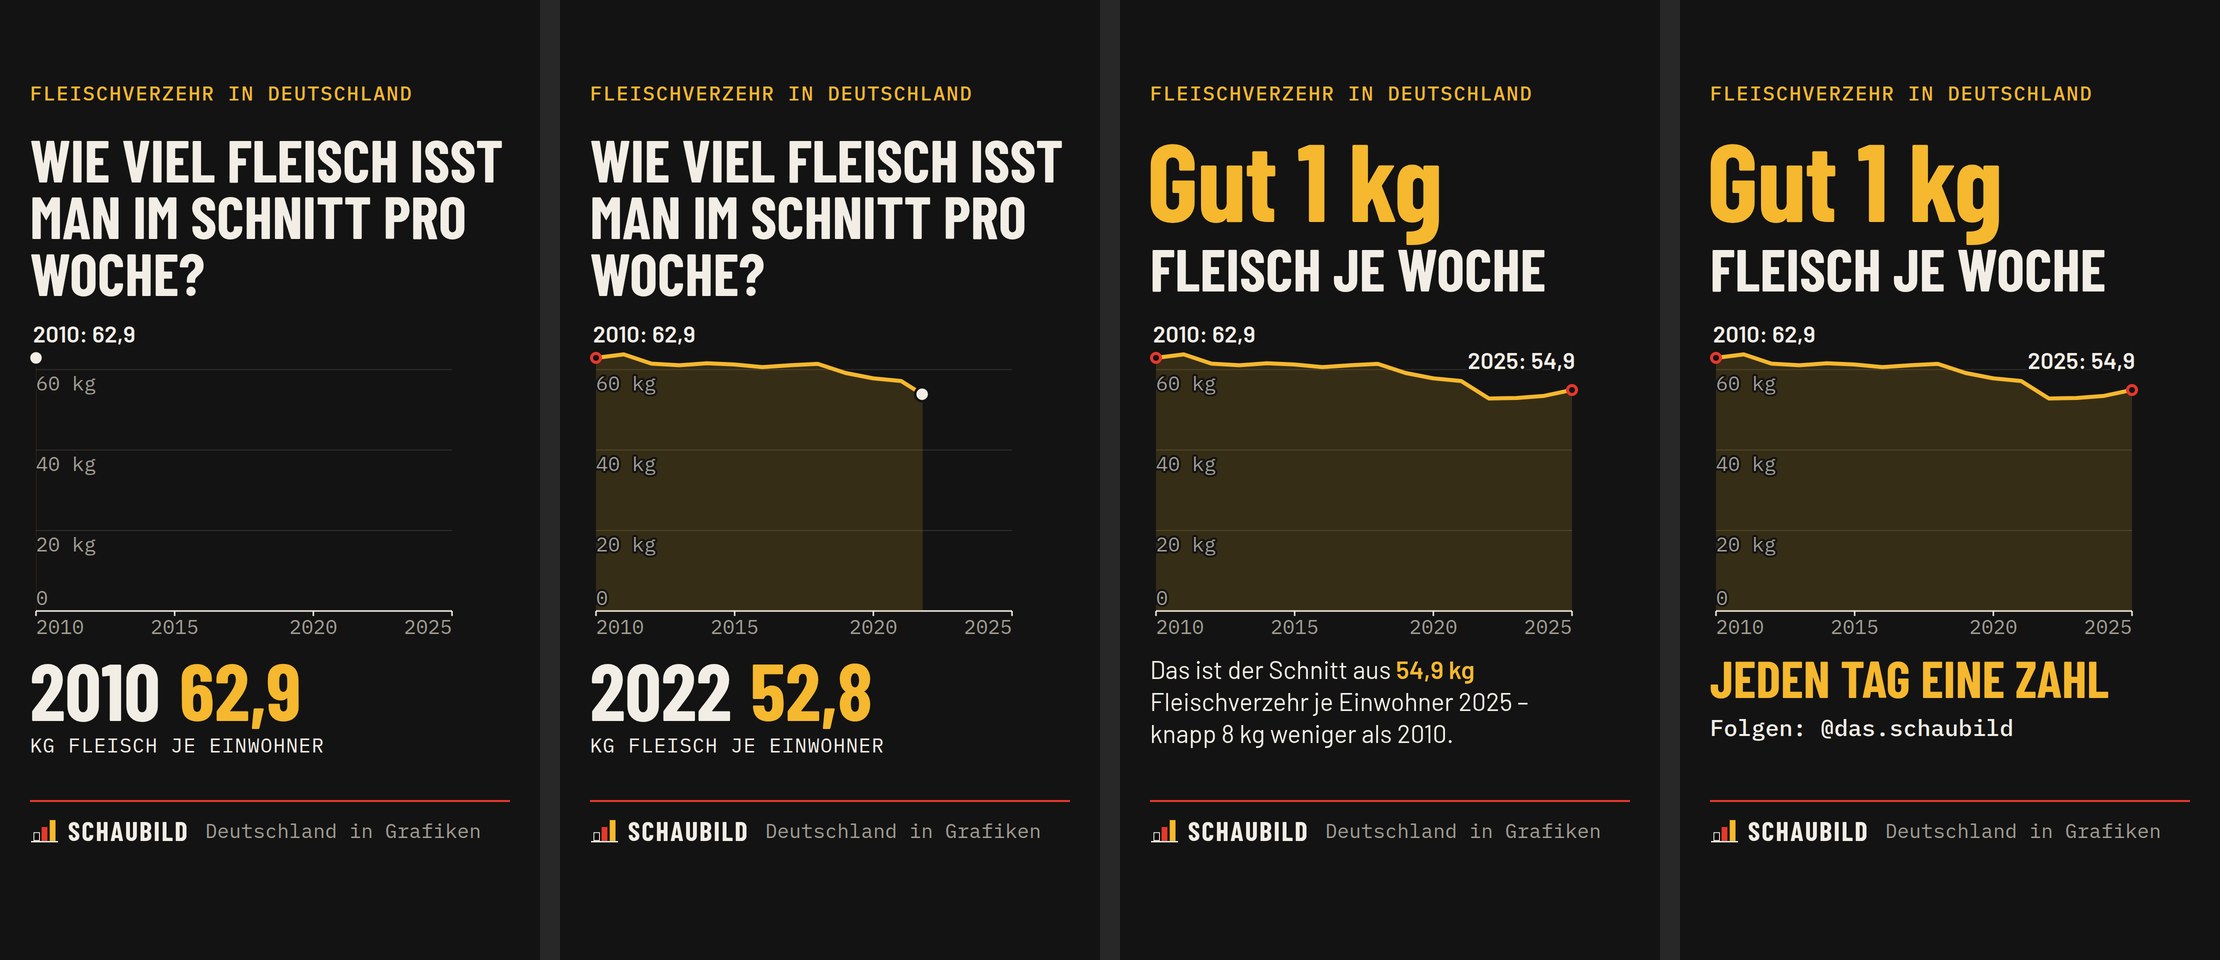 FLEISCHVERZEHR IN DEUTSCHLAND
WIE VIEL FLEISCH ISST
MAN IM SCHNITT PRO
WOCHE?
2010: 62,9
60 kg
40 kg
20 kg
0
2010 2015 2020 2025
2010 62,9
KG FLEISCH JE EINWOHNER
SCHAUBILD Deutschland in Grafiken
FLEISCHVERZEHR IN DEUTSCHLAND
WIE VIEL FLEISCH ISST
MAN IM SCHNITT PRO
WOCHE?
2010: 62,9
60 kg
40 kg
20 kg
0
2010 2015 2020 2025
2022 52,8
KG FLEISCH JE EINWOHNER
SCHAUBILD Deutschland in Grafiken
FLEISCHVERZEHR IN DEUTSCHLAND
Gut 1 kg
FLEISCH JE WOCHE
2010: 62,9
2025: 54,9
60 kg
40 kg
20 kg
0
2010 2015 2020 2025
Das ist der Schnitt aus 54,9 kg
Fleischverzehr je Einwohner 2025 –
knapp 8 kg weniger als 2010.
SCHAUBILD Deutschland in Grafiken
FLEISCHVERZEHR IN DEUTSCHLAND
Gut 1 kg
FLEISCH JE WOCHE
2010: 62,9
2025: 54,9
60 kg
40 kg
20 kg
0
2010 2015 2020 2025
JEDEN TAG EINE ZAHL
Folgen: @das.schaubild
SCHAUBILD Deutschland in Grafiken